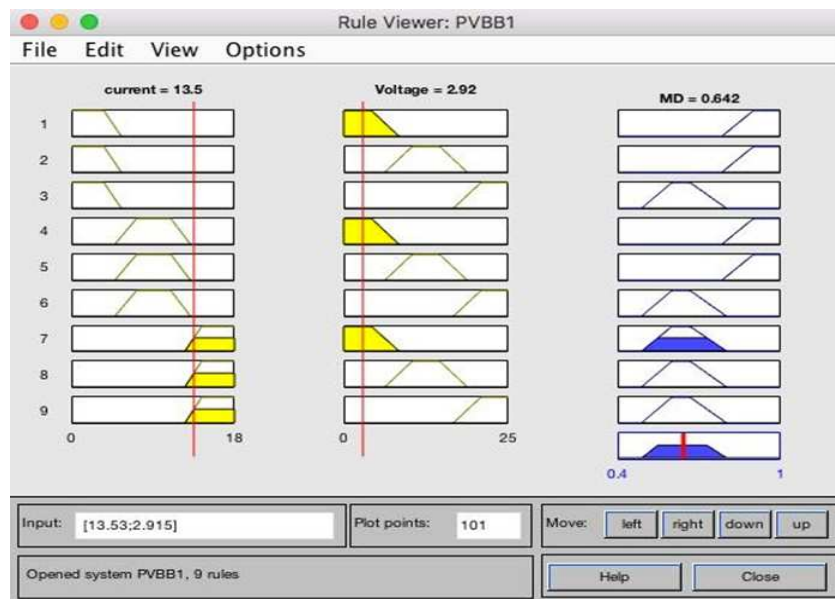 Rule Viewer: PVBB1
File Edit View Options
current = 13.5 Voltage = 2.92 MD = 0.642
1
2
3
4
5
6
7
8
9
0 18 0 25
0.4 1
Input: [13.53;2.915] Plot points: 101 Move: left right down up
Opened system PVBB1, 9 rules Help Close